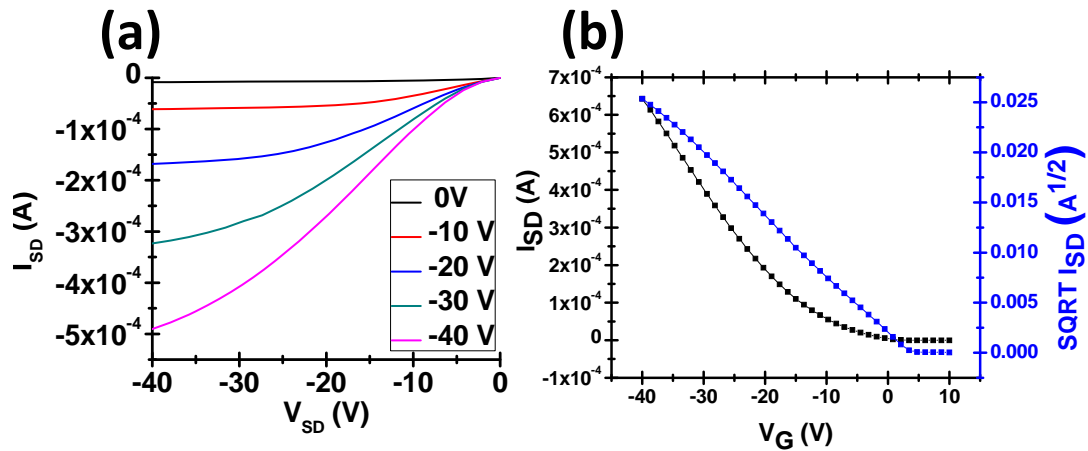 (a)
0
-1x10⁻⁴
-2x10⁻⁴
-3x10⁻⁴
-4x10⁻⁴
-5x10⁻⁴
I_SD (A)
-40 -30 -20 -10 0
V_SD (V)
0V
-10 V
-20 V
-30 V
-40 V
(b)
7x10⁻⁴
6x10⁻⁴
5x10⁻⁴
4x10⁻⁴
3x10⁻⁴
2x10⁻⁴
1x10⁻⁴
0
-1x10⁻⁴
I_SD (A)
-40 -30 -20 -10 0 10
V_G (V)
0.025
0.020
0.015
0.010
0.005
0.000
SQRT I_SD (A^1/2)